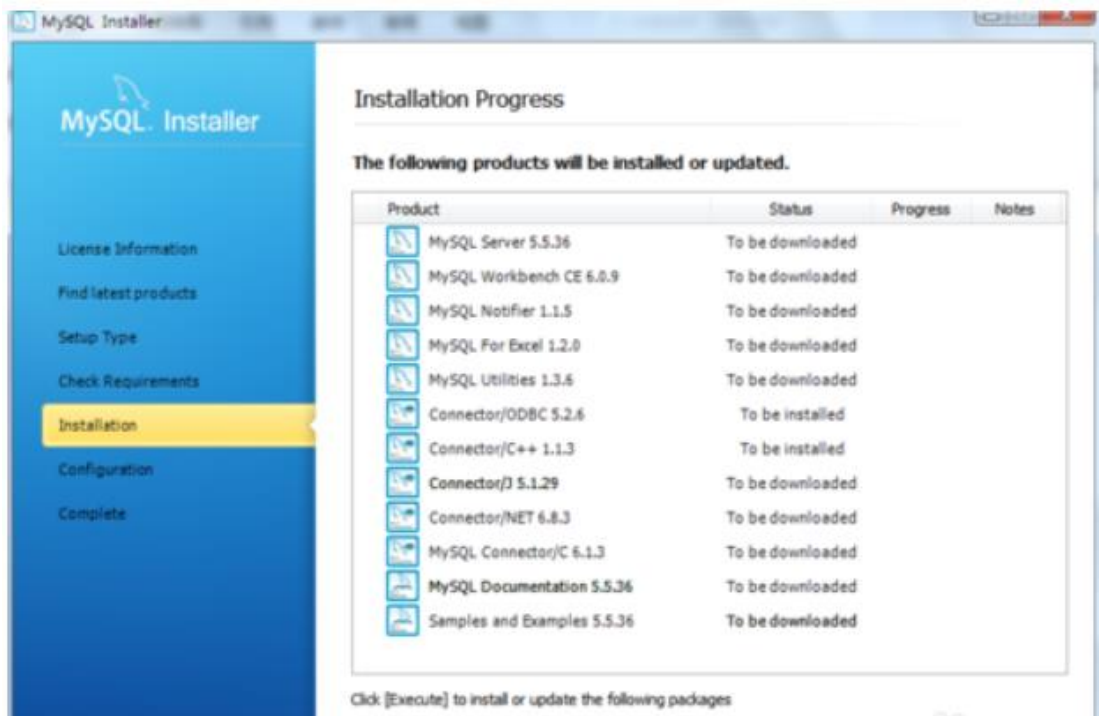 MySQL Installer
MySQL Installer
License Information
Find latest products
Setup Type
Check Requirements
Installation
Configuration
Complete
Installation Progress
The following products will be installed or updated.
Product Status Progress Notes
MySQL Server 5.5.36 To be downloaded
MySQL Workbench CE 6.0.9 To be downloaded
MySQL Notifier 1.1.5 To be downloaded
MySQL For Excel 1.2.0 To be downloaded
MySQL Utilities 1.3.6 To be downloaded
Connector/ODBC 5.2.6 To be installed
Connector/C++ 1.1.3 To be installed
Connector/J 5.1.29 To be downloaded
Connector/NET 6.8.3 To be downloaded
MySQL Connector/C 6.1.3 To be downloaded
MySQL Documentation 5.5.36 To be downloaded
Samples and Examples 5.5.36 To be downloaded
Click [Execute] to install or update the following packages